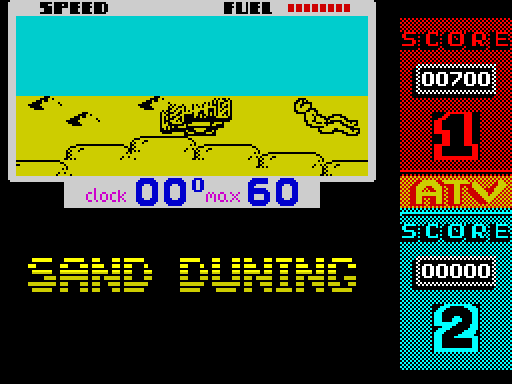 SPEED FUEL
SCORE
00700
1
clock 00° max 60
ATV
SCORE
00000
2
SAND DUNING